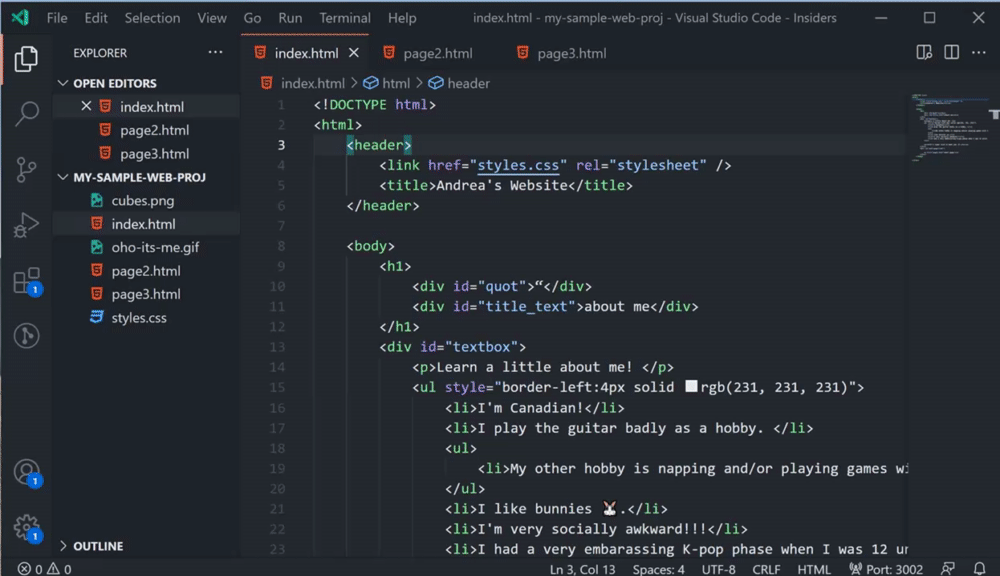 File Edit Selection View Go Run Terminal Help index.html - my-sample-web-proj - Visual Studio Code - Insiders
EXPLORER
OPEN EDITORS
index.html
page2.html
page3.html
MY-SAMPLE-WEB-PROJ
cubes.png
index.html
oho-its-me.gif
page2.html
page3.html
styles.css
OUTLINE
1
1
1
index.html page2.html page3.html
index.html > html > header
1 <!DOCTYPE html>
2 <html>
3 <header>
4 <link href="styles.css" rel="stylesheet" />
5 <title>Andrea's Website</title>
6 </header>
7
8 <body>
9 <h1>
10 <div id="quot">“</div>
11 <div id="title_text">about me</div>
12 </h1>
13 <div id="textbox">
14 <p>Learn a little about me! </p>
15 <ul style="border-left:4px solid rgb(231, 231, 231)">
16 <li>I'm Canadian!</li>
17 <li>I play the guitar badly as a hobby. </li>
18 <ul>
19 <li>My other hobby is napping and/or playing games wi
20 </ul>
21 <li>I like bunnies 🐰.</li>
22 <li>I'm very socially awkward!!!</li>
23 <li>I had a very embarassing K-pop phase when I was 12 un
0 0 Ln 3, Col 13 Spaces: 4 UTF-8 CRLF HTML Port: 3002